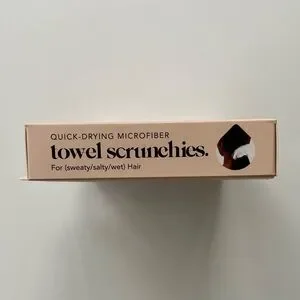 QUICK-DRYING MICROFIBER
towel scrunchies.
For (sweaty/salty/wet) Hair